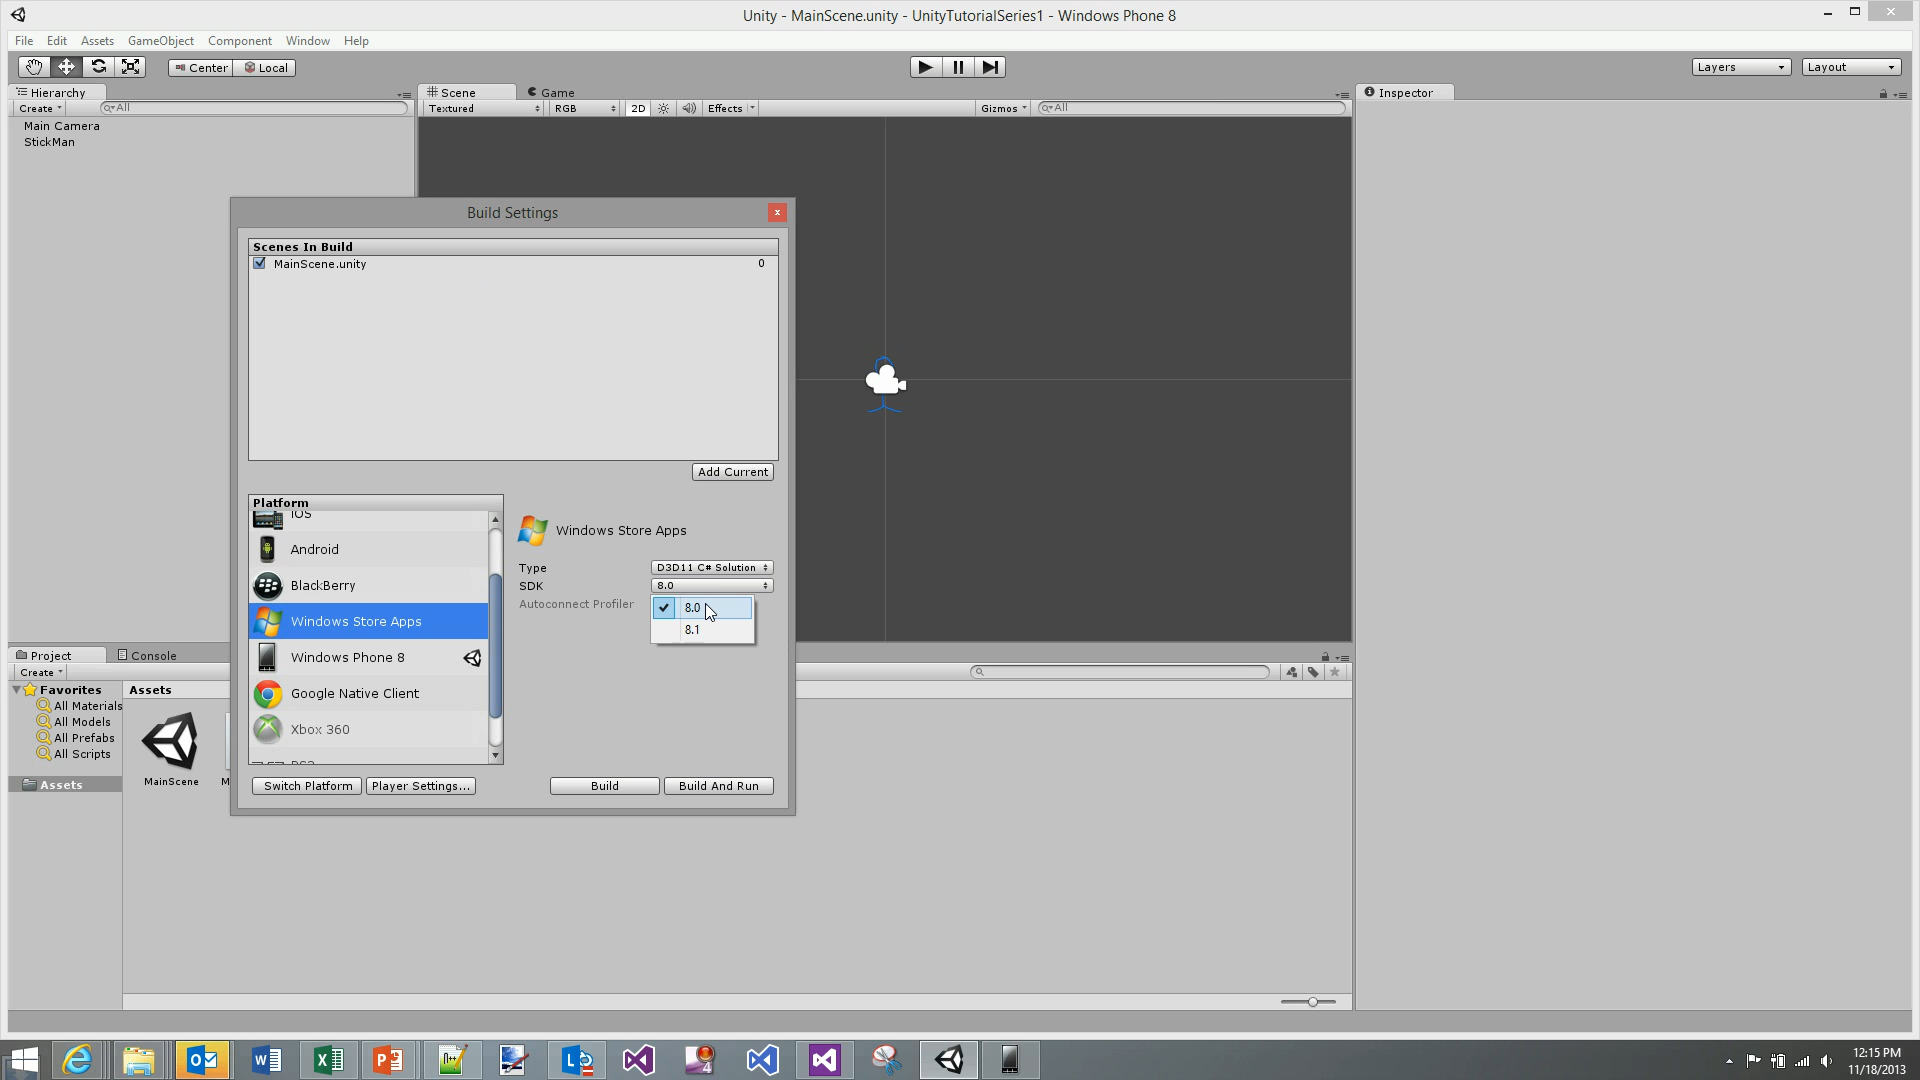 Unity - MainScene.unity - UnityTutorialSeries1 - Windows Phone 8
File Edit Assets GameObject Component Window Help
Center Local
Layers Layout
Hierarchy
Create All
Main Camera
StickMan
Scene Game
Textured RGB 2D Effects Gizmos All
Inspector
Build Settings
Scenes In Build
MainScene.unity 0
Add Current
Platform
iOS
Android
BlackBerry
Windows Store Apps
Windows Phone 8
Google Native Client
Xbox 360
Windows Store Apps
Type D3D11 C# Solution
SDK 8.0
Autoconnect Profiler
8.0
8.1
Switch Platform Player Settings... Build Build And Run
Project Console
Create
Favorites
All Materials
All Models
All Prefabs
All Scripts
Assets
Assets
MainScene
12:15 PM
11/18/2013